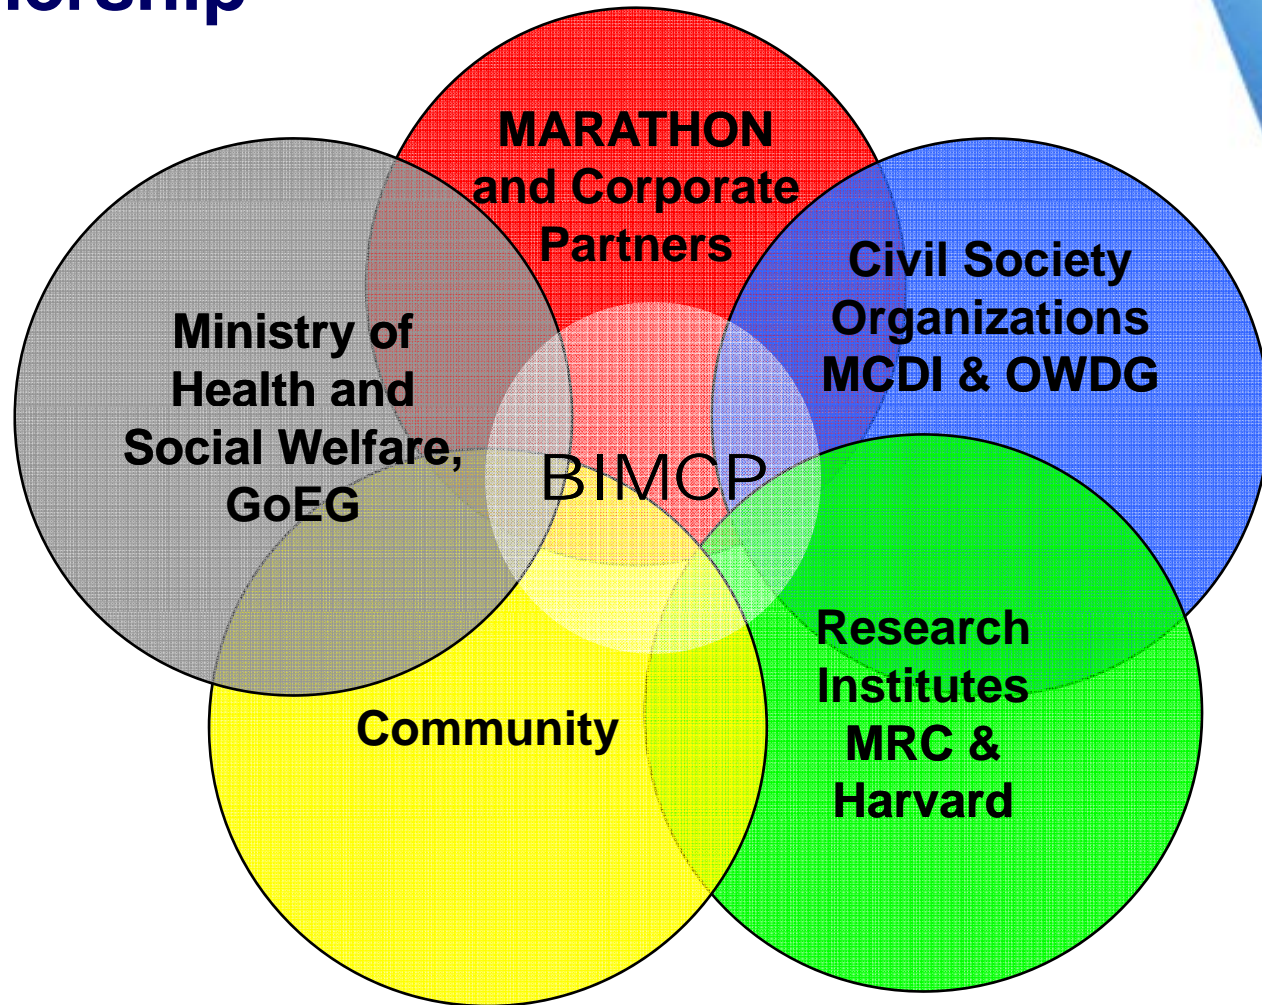 MARATHON
and Corporate
Partners
Civil Society
Organizations
MCDI & OWDG
Ministry of
Health and
Social Welfare,
GoEG
BIMCP
Research
Institutes
MRC &
Harvard
Community